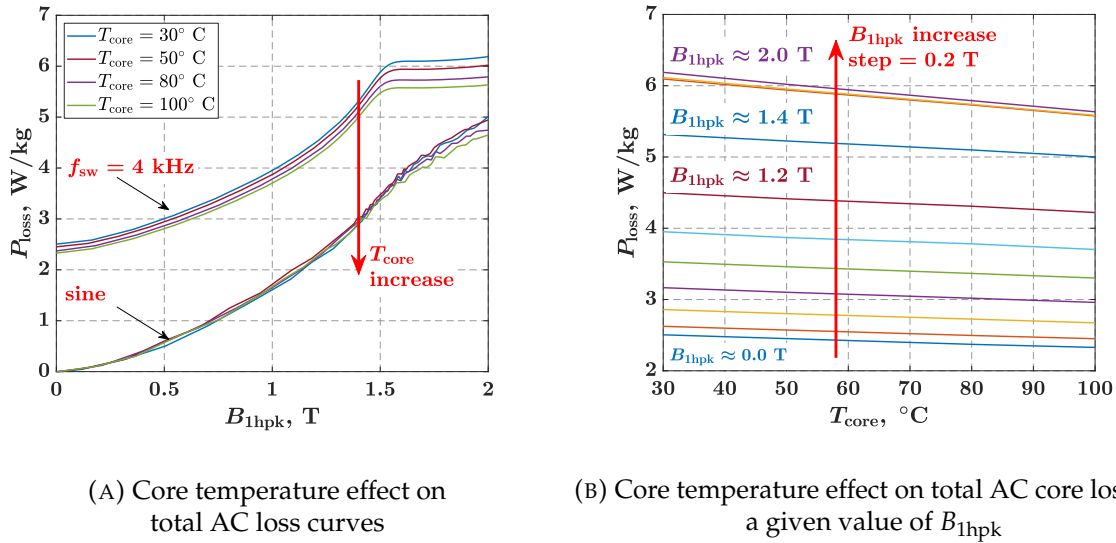 7
6
5
4
3
2
1
0
P_loss, W/kg
T_core = 30° C
T_core = 50° C
T_core = 80° C
T_core = 100° C
f_sw = 4 kHz
sine
T_core
increase
0 0.5 1 1.5 2
B_1hpk, T
7
6
5
4
3
2
P_loss, W/kg
B_1hpk ≈ 2.0 T
B_1hpk increase
step = 0.2 T
B_1hpk ≈ 1.4 T
B_1hpk ≈ 1.2 T
B_1hpk ≈ 0.0 T
30 40 50 60 70 80 90 100
T_core, °C
(A) Core temperature effect on
total AC loss curves
(B) Core temperature effect on total AC core los
a given value of B_1hpk